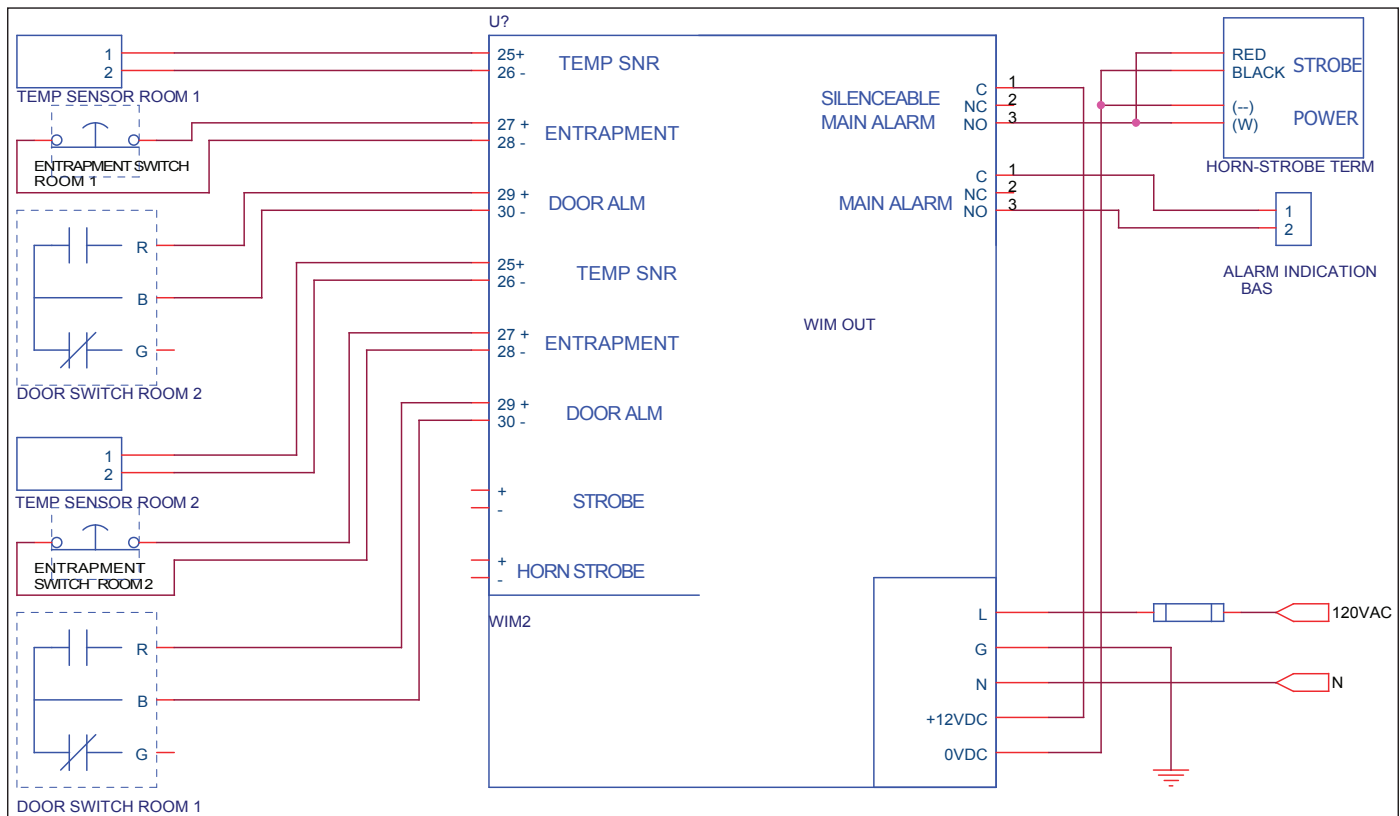 U?
1
2
TEMP SENSOR ROOM 1
ENTRAPMENT SWITCH
ROOM 1
R
B
G
DOOR SWITCH ROOM 2
1
2
TEMP SENSOR ROOM 2
ENTRAPMENT
SWITCH ROOM 2
R
B
G
DOOR SWITCH ROOM 1
25+
26 -
TEMP SNR
27 +
28 -
ENTRAPMENT
29 +
30 -
DOOR ALM
25+
26 -
TEMP SNR
27 +
28 -
ENTRAPMENT
29 +
30 -
DOOR ALM
+
-
STROBE
+
-
HORN STROBE
WIM2
WIM OUT
SILENCEABLE
MAIN ALARM
C 1
NC 2
NO 3
MAIN ALARM
C 1
NC 2
NO 3
L
G
N
+12VDC
0VDC
RED
BLACK
STROBE
(--)
(W)
POWER
HORN-STROBE TERM
1
2
ALARM INDICATION
BAS
120VAC
N